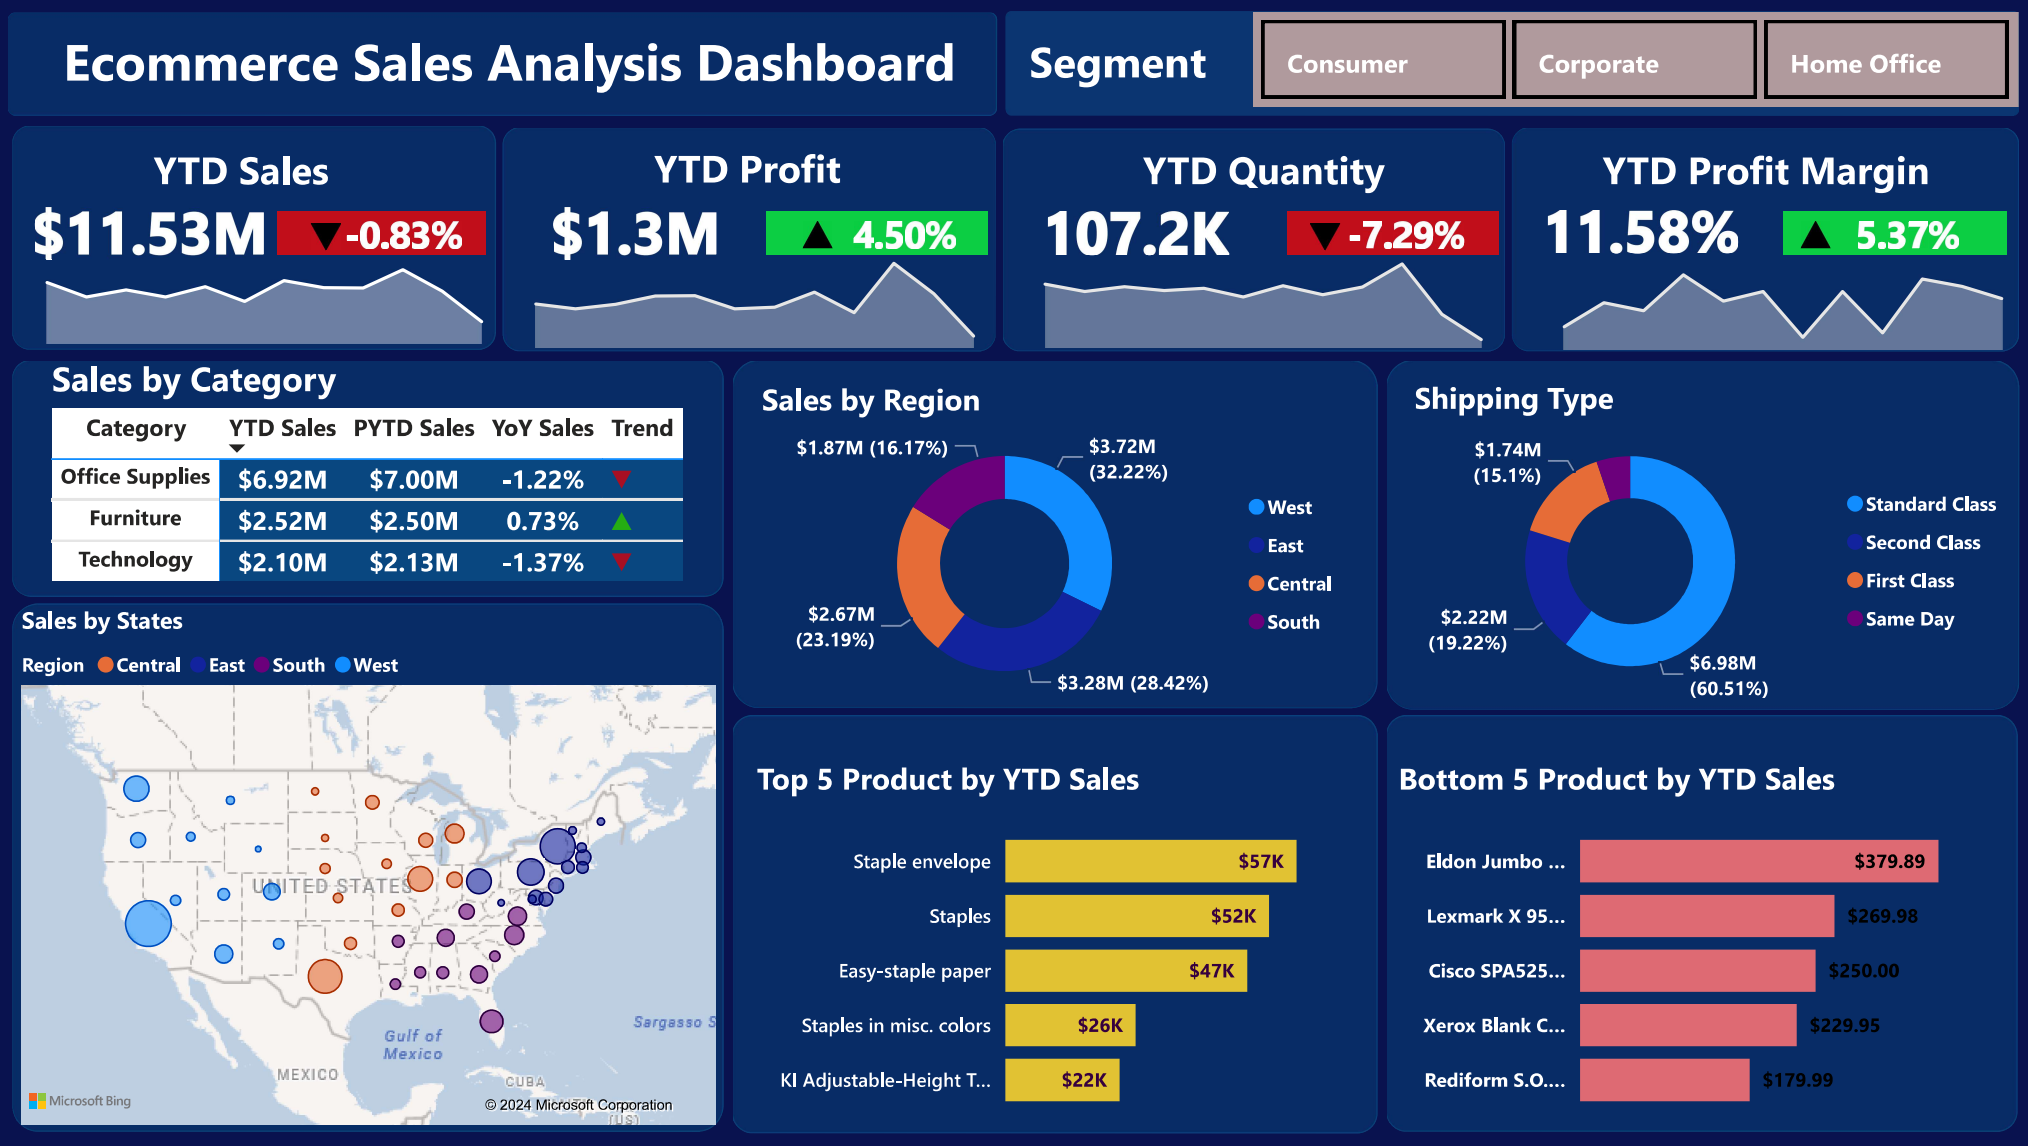 Ecommerce Sales Analysis Dashboard
Segment
Consumer
Corporate
Home Office
YTD Sales
$11.53M
▼-0.83%
YTD Profit
$1.3M
▲ 4.50%
YTD Quantity
107.2K
▼-7.29%
YTD Profit Margin
11.58%
▲ 5.37%
Sales by Category
Category YTD Sales PYTD Sales YoY Sales Trend
Office Supplies $6.92M $7.00M -1.22% ▼
Furniture $2.52M $2.50M 0.73% ▲
Technology $2.10M $2.13M -1.37% ▼
Sales by Region
$1.87M (16.17%)
$3.72M
(32.22%)
$2.67M
(23.19%)
$3.28M (28.42%)
West
East
Central
South
Shipping Type
$1.74M
(15.1%)
$2.22M
(19.22%)
$6.98M
(60.51%)
Standard Class
Second Class
First Class
Same Day
Sales by States
Region Central East South West
UNITED STATES
Gulf of
Mexico
Sargasso S
MEXICO
CUBA
(US)
Microsoft Bing
© 2024 Microsoft Corporation
Top 5 Product by YTD Sales
Staple envelope $57K
Staples $52K
Easy-staple paper $47K
Staples in misc. colors $26K
KI Adjustable-Height T... $22K
Bottom 5 Product by YTD Sales
Eldon Jumbo ... $379.89
Lexmark X 95... $269.98
Cisco SPA525... $250.00
Xerox Blank C... $229.95
Rediform S.O.... $179.99